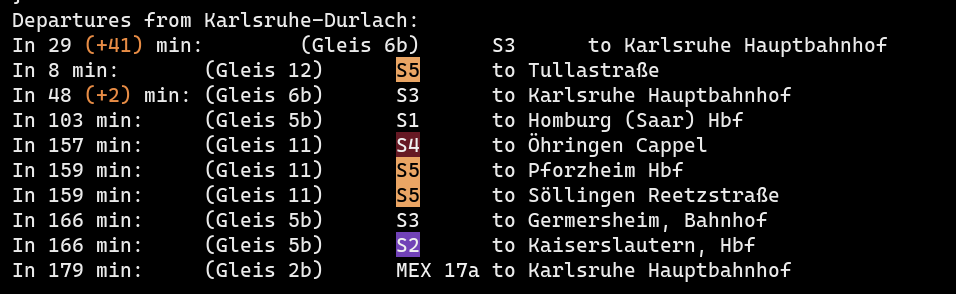 Departures from Karlsruhe-Durlach:
In 29 (+41) min: (Gleis 6b) S3 to Karlsruhe Hauptbahnhof
In 8 min: (Gleis 12) S5 to Tullastraße
In 48 (+2) min: (Gleis 6b) S3 to Karlsruhe Hauptbahnhof
In 103 min: (Gleis 5b) S1 to Homburg (Saar) Hbf
In 157 min: (Gleis 11) S4 to Öhringen Cappel
In 159 min: (Gleis 11) S5 to Pforzheim Hbf
In 159 min: (Gleis 11) S5 to Söllingen Reetzstraße
In 166 min: (Gleis 5b) S3 to Germersheim, Bahnhof
In 166 min: (Gleis 5b) S2 to Kaiserslautern, Hbf
In 179 min: (Gleis 2b) MEX 17a to Karlsruhe Hauptbahnhof